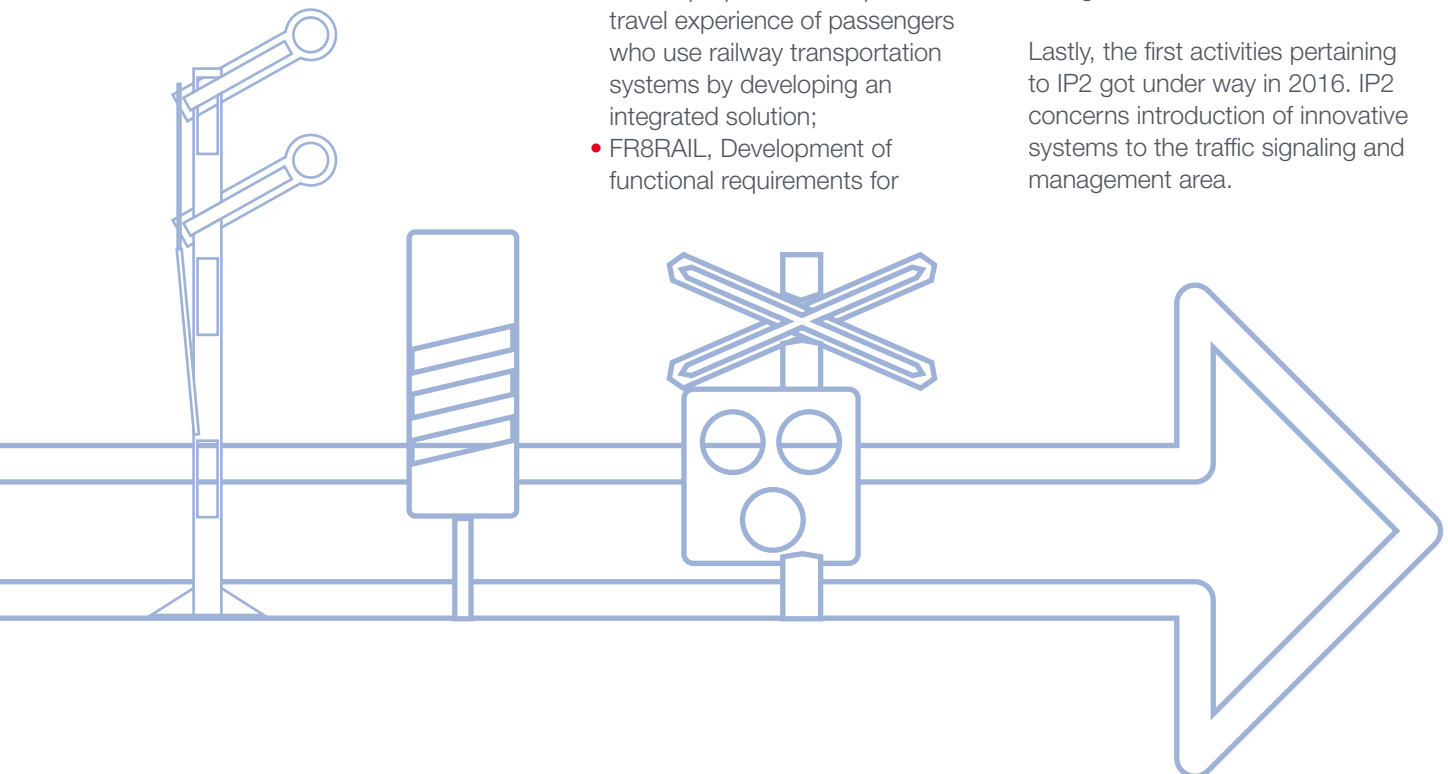 travel experience of passengers
who use railway transportation
systems by developing an
integrated solution;
• FR8RAIL, Development of
functional requirements for
Lastly, the first activities pertaining
to IP2 got under way in 2016. IP2
concerns introduction of innovative
systems to the traffic signaling and
management area.